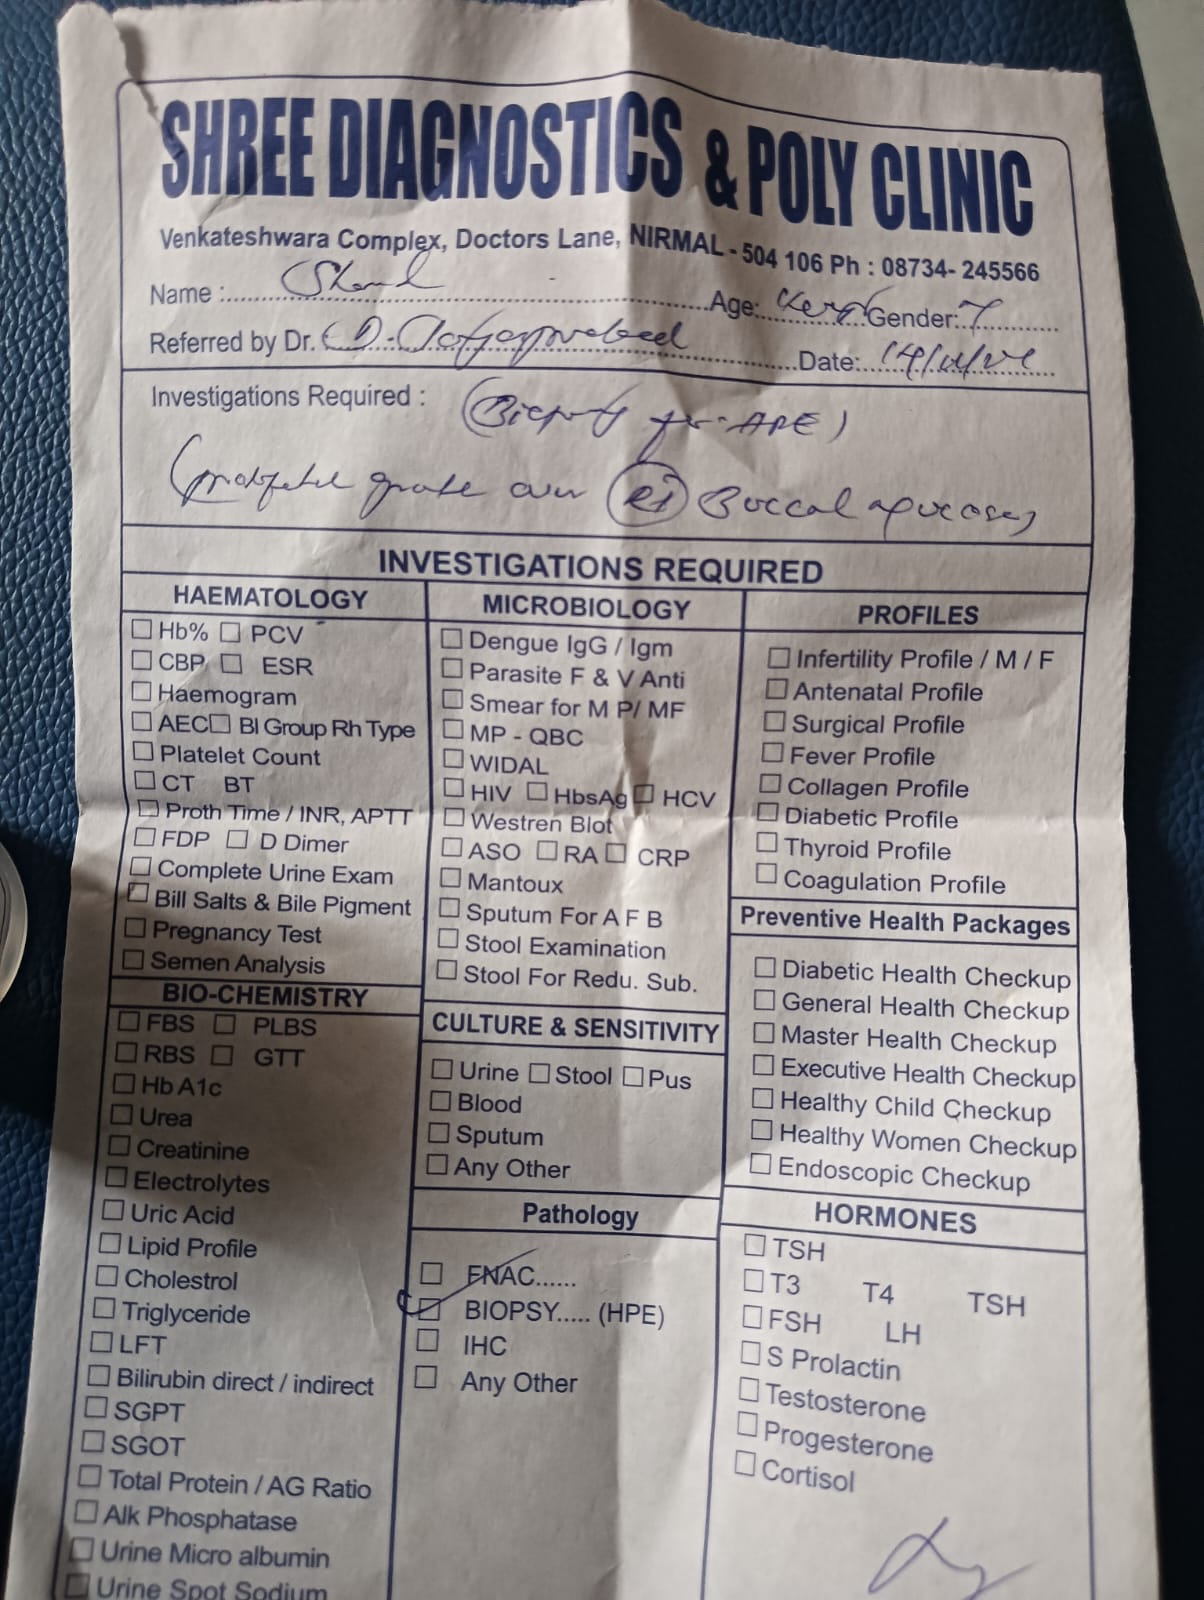 SHREE DIAGNOSTICS & POLY CLINIC
Venkateshwara Complex, Doctors Lane, NIRMAL - 504 106 Ph : 08734- 245566
Name : Age: Gender:
Referred by Dr. Date:
Investigations Required : (Biopsy for
over Rt Buccal
INVESTIGATIONS REQUIRED
HAEMATOLOGY
Hb% PCV
CBP ESR
Haemogram
AEC Bl Group Rh Type
Platelet Count
CT BT
Proth Time / INR, APTT
FDP D Dimer
Complete Urine Exam
Bill Salts & Bile Pigment
Pregnancy Test
Semen Analysis
BIO-CHEMISTRY
FBS PLBS
RBS GTT
Hb A1c
Urea
Creatinine
Electrolytes
Uric Acid
Lipid Profile
Cholestrol
Triglyceride
LFT
Bilirubin direct / indirect
SGPT
SGOT
Total Protein / AG Ratio
Alk Phosphatase
Urine Micro albumin
Urine Spot Sodium
MICROBIOLOGY
Dengue IgG / Igm
Parasite F & V Anti
Smear for M P/ MF
MP - QBC
WIDAL
HIV HbsAg HCV
Westren Blot
ASO RA CRP
Mantoux
Sputum For A F B
Stool Examination
Stool For Redu. Sub.
CULTURE & SENSITIVITY
Urine Stool Pus
Blood
Sputum
Any Other
Pathology
FNAC......
BIOPSY..... (HPE)
IHC
Any Other
PROFILES
Infertility Profile / M / F
Antenatal Profile
Surgical Profile
Fever Profile
Collagen Profile
Diabetic Profile
Thyroid Profile
Coagulation Profile
Preventive Health Packages
Diabetic Health Checkup
General Health Checkup
Master Health Checkup
Executive Health Checkup
Healthy Child Checkup
Healthy Women Checkup
Endoscopic Checkup
HORMONES
TSH
T3 T4 TSH
FSH LH
S Prolactin
Testosterone
Progesterone
Cortisol